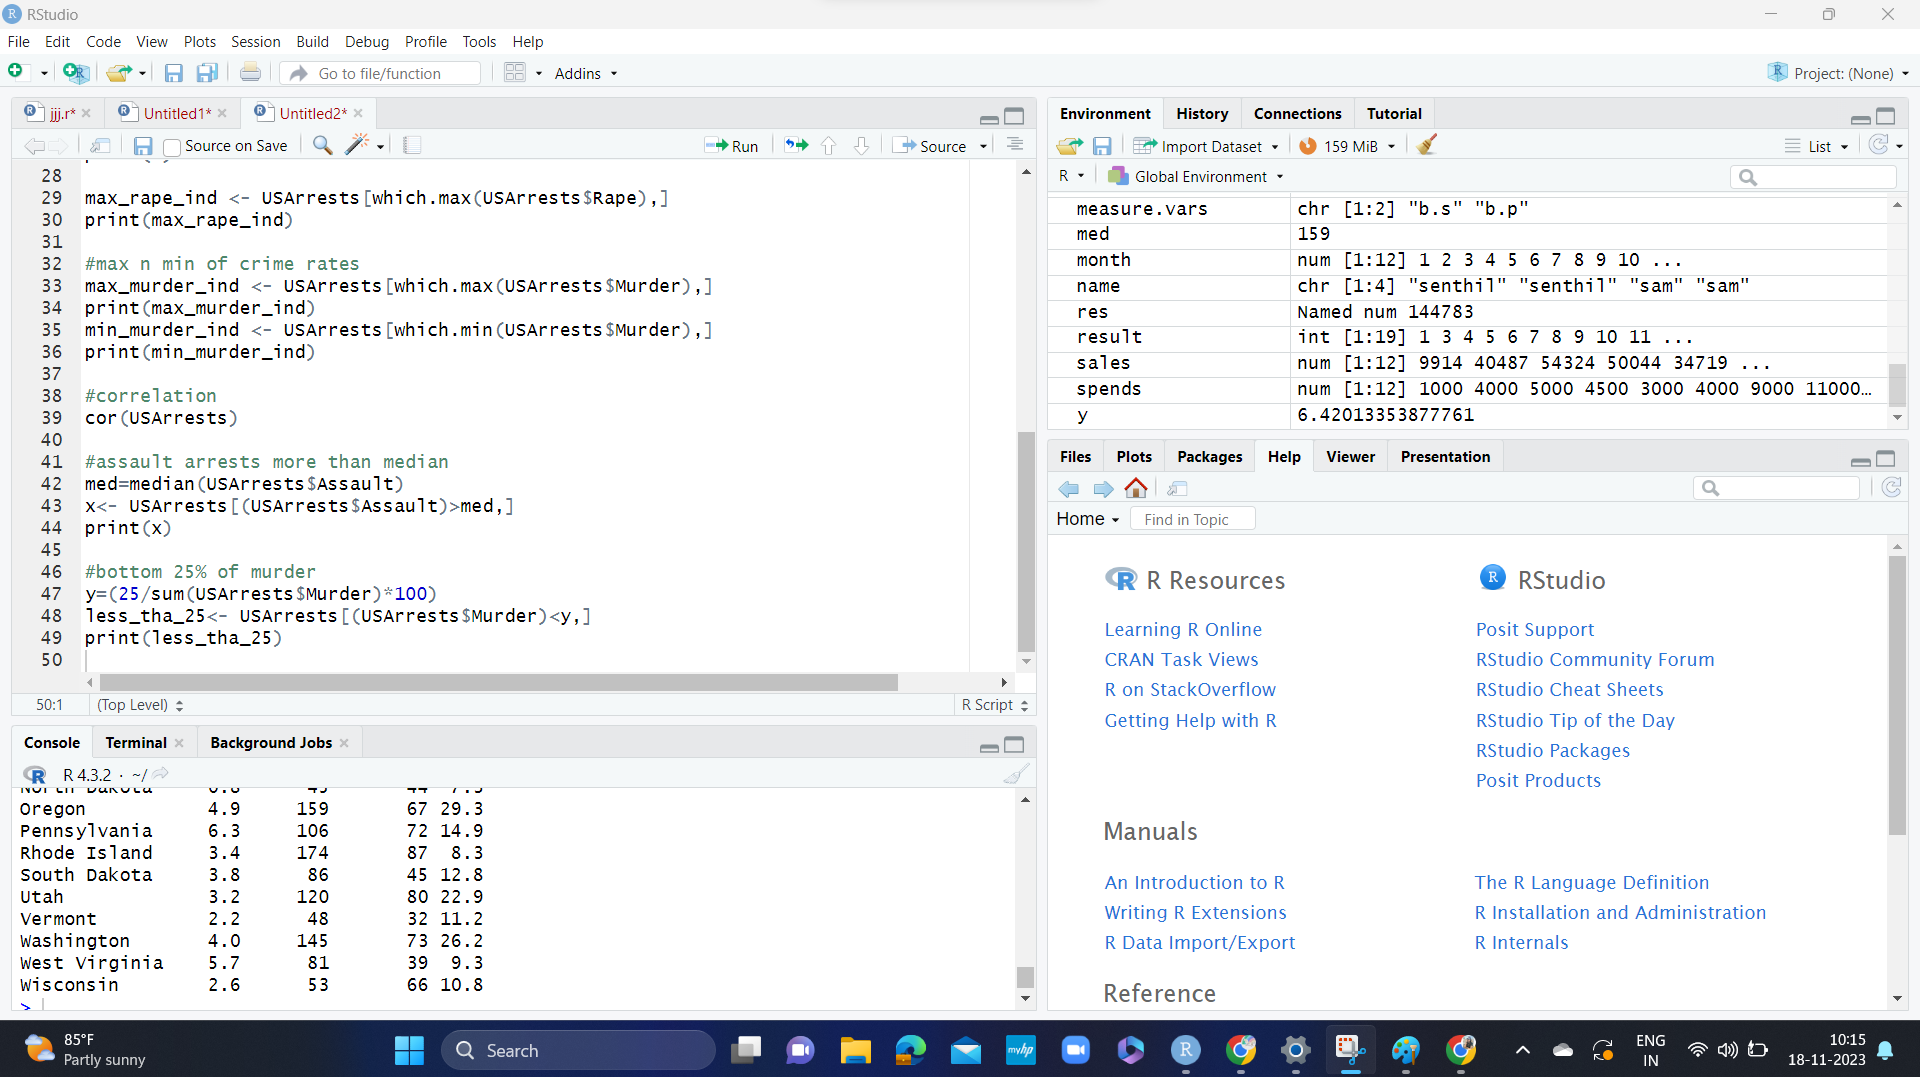 RStudio
File Edit Code View Plots Session Build Debug Profile Tools Help
Go to file/function Addins Project: (None)
jjj.r* Untitled1* Untitled2*
Source on Save Run Source
28
29 max_rape_ind <- USArrests[which.max(USArrests$Rape),]
30 print(max_rape_ind)
31
32 #max n min of crime rates
33 max_murder_ind <- USArrests[which.max(USArrests$Murder),]
34 print(max_murder_ind)
35 min_murder_ind <- USArrests[which.min(USArrests$Murder),]
36 print(min_murder_ind)
37
38 #correlation
39 cor(USArrests)
40
41 #assault arrests more than median
42 med=median(USArrests$Assault)
43 x<- USArrests[(USArrests$Assault)>med,]
44 print(x)
45
46 #bottom 25% of murder
47 y=(25/sum(USArrests$Murder)*100)
48 less_tha_25<- USArrests[(USArrests$Murder)<y,]
49 print(less_tha_25)
50
50:1 (Top Level) R Script
Console Terminal Background Jobs
R 4.3.2 · ~/
North Dakota 0.8 45 44 7.3
Oregon 4.9 159 67 29.3
Pennsylvania 6.3 106 72 14.9
Rhode Island 3.4 174 87 8.3
South Dakota 3.8 86 45 12.8
Utah 3.2 120 80 22.9
Vermont 2.2 48 32 11.2
Washington 4.0 145 73 26.2
West Virginia 5.7 81 39 9.3
Wisconsin 2.6 53 66 10.8
>
Environment History Connections Tutorial
Import Dataset 159 MiB List
R Global Environment
measure.vars chr [1:2] "b.s" "b.p"
med 159
month num [1:12] 1 2 3 4 5 6 7 8 9 10 ...
name chr [1:4] "senthil" "senthil" "sam" "sam"
res Named num 144783
result int [1:19] 1 3 4 5 6 7 8 9 10 11 ...
sales num [1:12] 9914 40487 54324 50044 34719 ...
spends num [1:12] 1000 4000 5000 4500 3000 4000 9000 11000…
y 6.42013353877761
Files Plots Packages Help Viewer Presentation
Home Find in Topic
R Resources
Learning R Online
CRAN Task Views
R on StackOverflow
Getting Help with R
RStudio
Posit Support
RStudio Community Forum
RStudio Cheat Sheets
RStudio Tip of the Day
RStudio Packages
Posit Products
Manuals
An Introduction to R
Writing R Extensions
R Data Import/Export
The R Language Definition
R Installation and Administration
R Internals
Reference
85°F
Partly sunny
Search
myhp
ENG
IN
10:15
18-11-2023